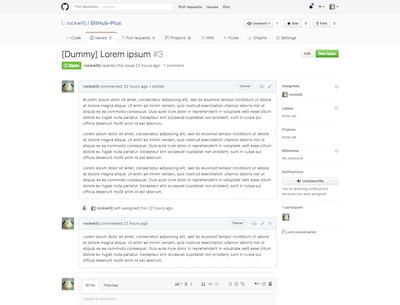 This repository Search Pull requests Issues Gist
rockwillj / GitHub-Plus
Unwatch 1 Star 5 Fork 0
Code Issues Pull requests Projects Wiki Pulse Graphs Settings
[Dummy] Lorem ipsum #3
Edit New issue
Open rockwillj opened this issue 22 hours ago · 1 comment
rockwillj commented 22 hours ago • edited Owner
#Lorem ipsum dolor sit amet, consectetur adipisicing elit, sed do eiusmod tempor incididunt ut labore
et dolore magna aliqua. Ut enim ad minim veniam, quis nostrud exercitation ullamco laboris nisi ut
aliquip ex ea commodo consequat. Duis aute irure dolor in reprehenderit in voluptate velit esse cillum
dolore eu fugiat nulla pariatur. Excepteur sint occaecat cupidatat non proident, sunt in culpa qui
officia deserunt mollit anim id est laborum.
Lorem ipsum dolor sit amet, consectetur adipisicing elit, sed do eiusmod tempor incididunt ut labore
et dolore magna aliqua. Ut enim ad minim veniam, quis nostrud exercitation ullamco laboris nisi ut
aliquip ex ea commodo consequat. Duis aute irure dolor in reprehenderit in voluptate velit esse cillum
dolore eu fugiat nulla pariatur. Excepteur sint occaecat cupidatat non proident, sunt in culpa qui
officia deserunt mollit anim id est laborum.
Lorem ipsum dolor sit amet, consectetur adipisicing elit, sed do eiusmod tempor incididunt ut labore
et dolore magna aliqua. Ut enim ad minim veniam, quis nostrud exercitation ullamco laboris nisi ut
aliquip ex ea commodo consequat. Duis aute irure dolor in reprehenderit in voluptate velit esse cillum
dolore eu fugiat nulla pariatur. Excepteur sint occaecat cupidatat non proident, sunt in culpa qui
officia deserunt mollit anim id est laborum.
rockwillj self-assigned this 22 hours ago
rockwillj commented 22 hours ago Owner
Lorem ipsum dolor sit amet, consectetur adipisicing elit, sed do eiusmod tempor incididunt ut labore
et dolore magna aliqua. Ut enim ad minim veniam, quis nostrud exercitation ullamco laboris nisi ut
aliquip ex ea commodo consequat. Duis aute irure dolor in reprehenderit in voluptate velit esse cillum
dolore eu fugiat nulla pariatur. Excepteur sint occaecat cupidatat non proident, sunt in culpa qui
officia deserunt mollit anim id est laborum.
Write Preview
Leave a comment
Assignees
rockwillj
Labels
None yet
Projects
None yet
Milestone
No milestone
Notifications
Unsubscribe
You're receiving notifications
because you were assigned.
1 participant
Lock conversation